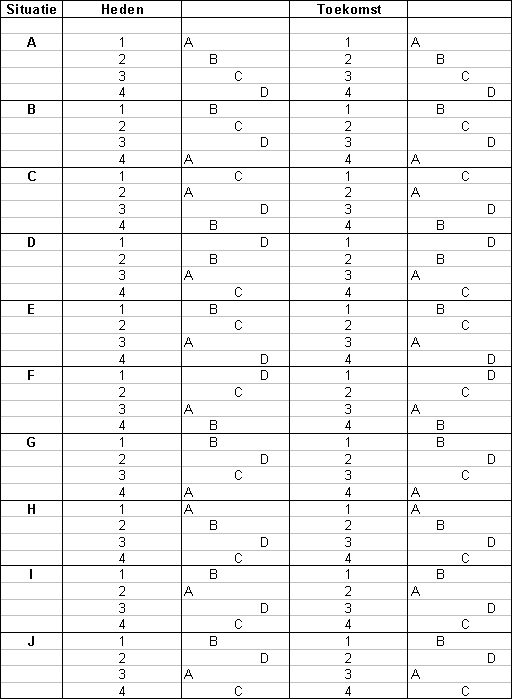 Situatie Heden Toekomst
A 1 A 1 A
2 B 2 B
3 C 3 C
4 D 4 D
B 1 B 1 B
2 C 2 C
3 D 3 D
4 A 4 A
C 1 C 1 C
2 A 2 A
3 D 3 D
4 B 4 B
D 1 D 1 D
2 B 2 B
3 A 3 A
4 C 4 C
E 1 B 1 B
2 C 2 C
3 A 3 A
4 D 4 D
F 1 D 1 D
2 C 2 C
3 A 3 A
4 B 4 B
G 1 B 1 B
2 D 2 D
3 C 3 C
4 A 4 A
H 1 A 1 A
2 B 2 B
3 D 3 D
4 C 4 C
I 1 B 1 B
2 A 2 A
3 D 3 D
4 C 4 C
J 1 B 1 B
2 D 2 D
3 A 3 A
4 C 4 C